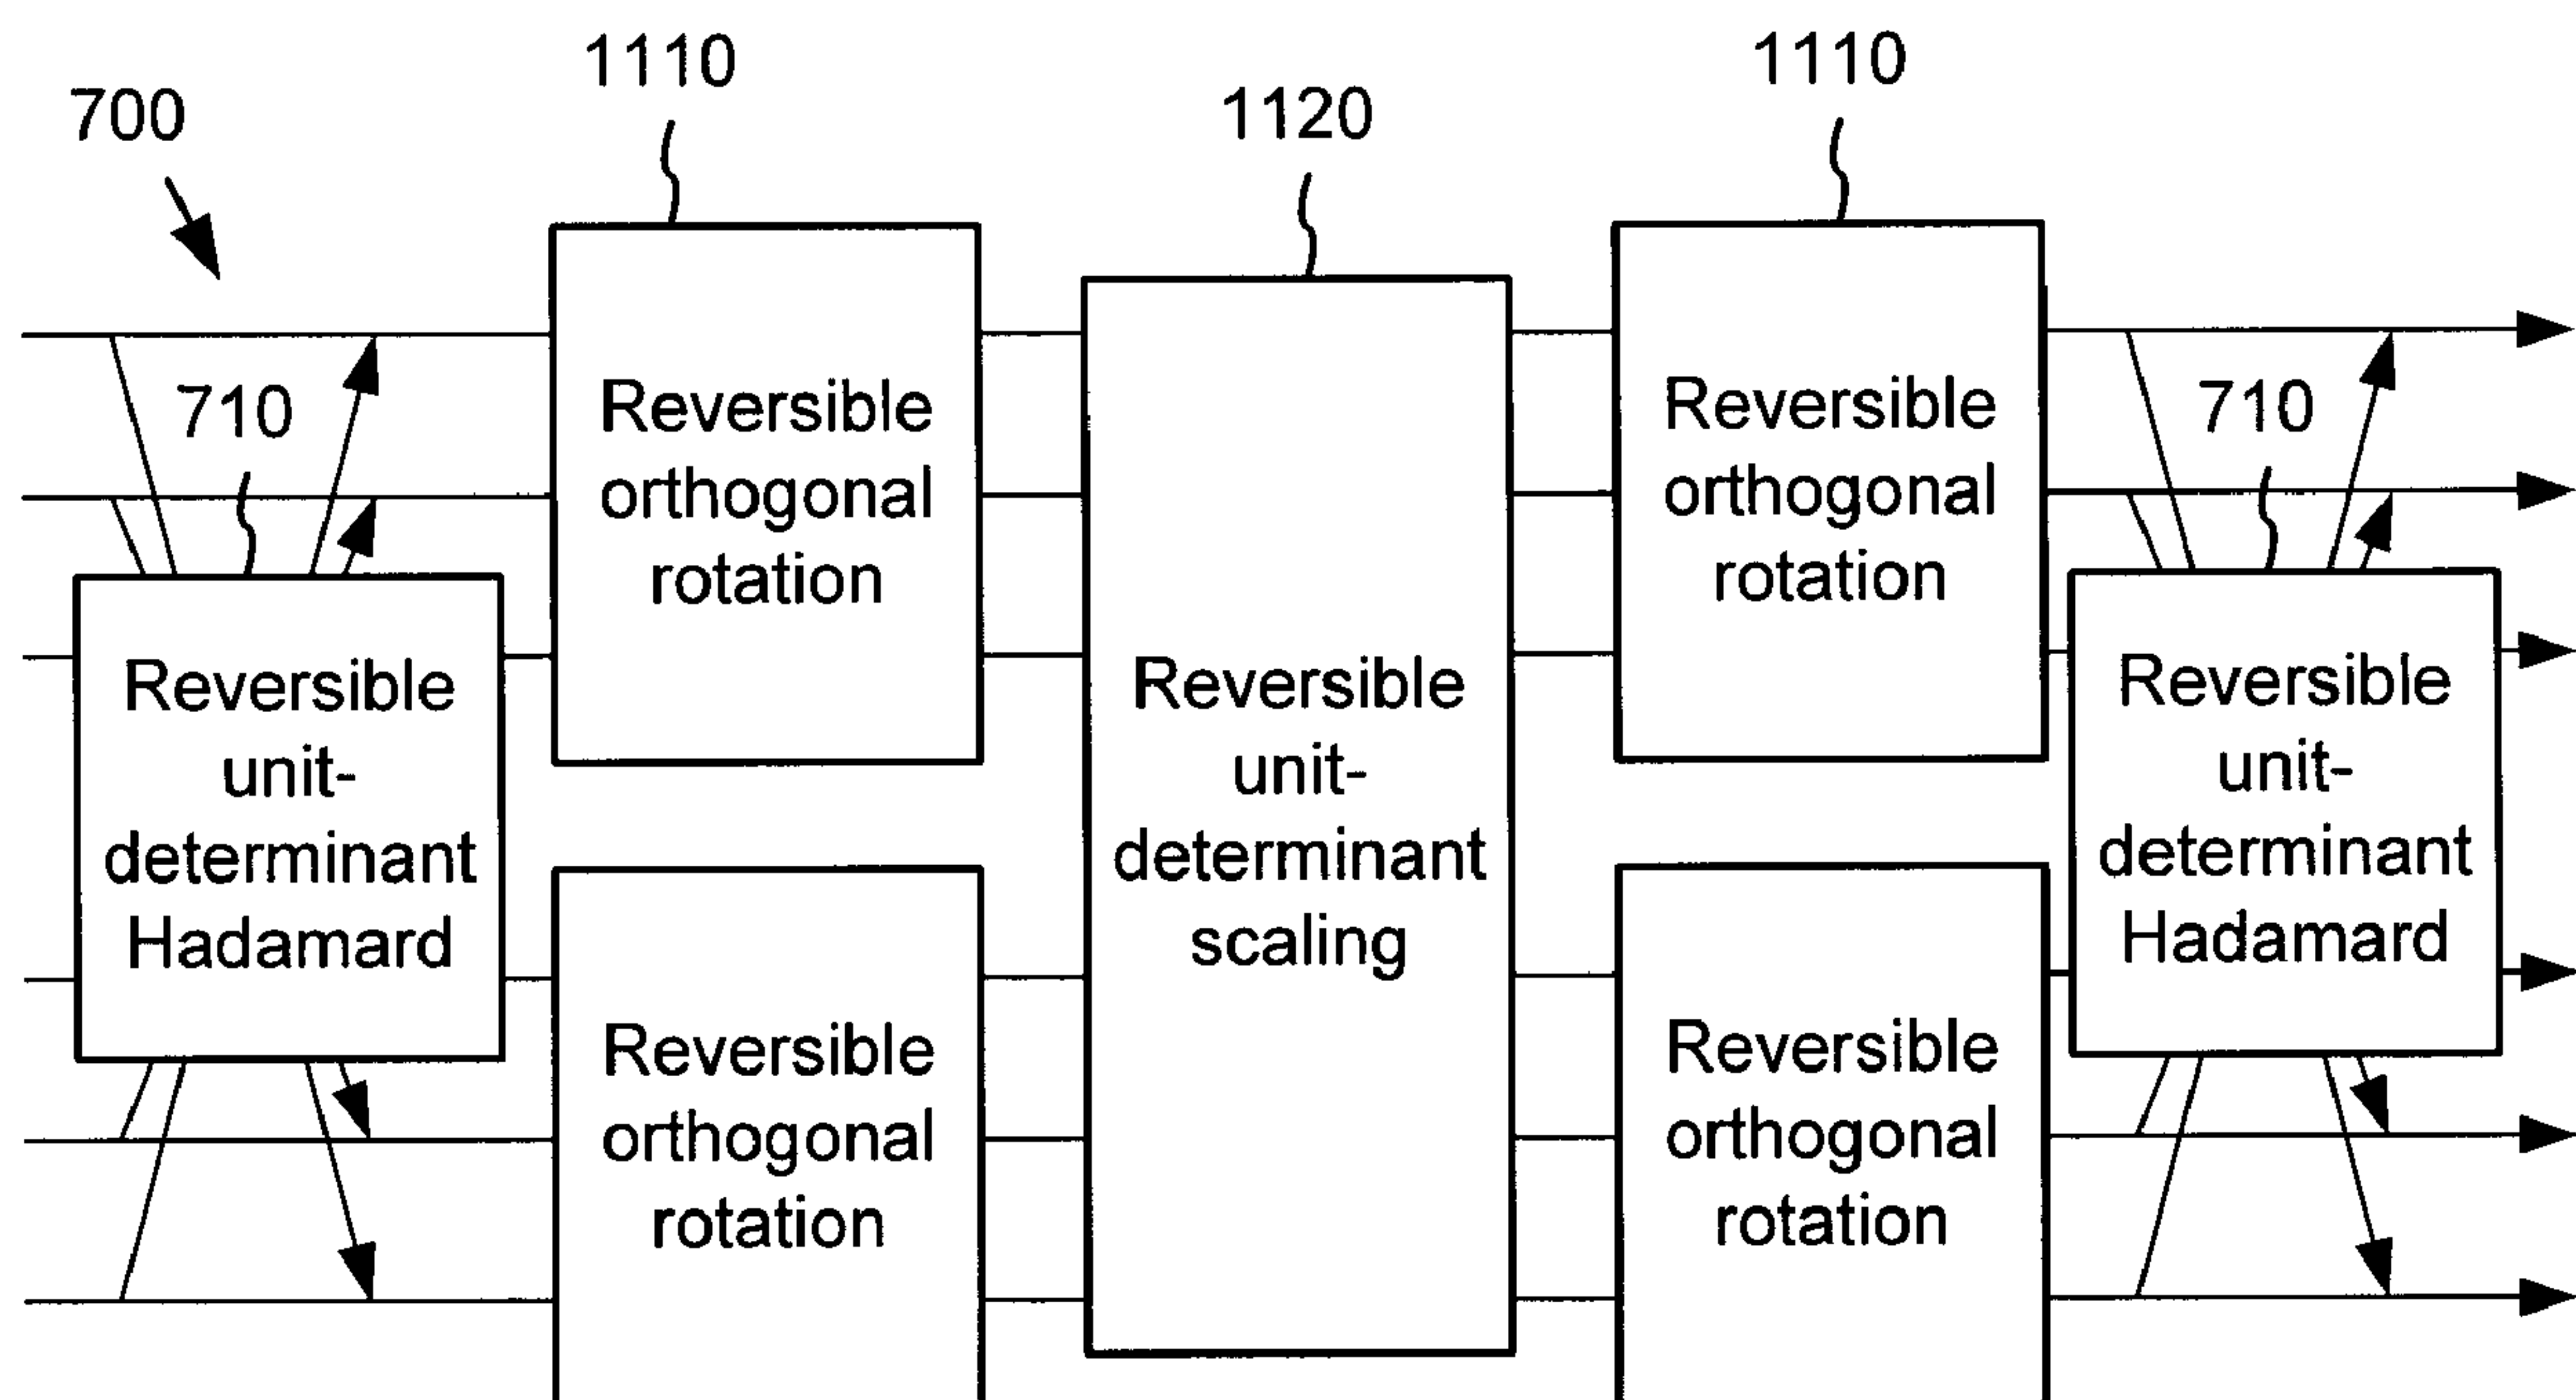 1110
1110
700
1120
710
710
Reversible
unit-
determinant
Hadamard
Reversible
orthogonal
rotation
Reversible
orthogonal
rotation
Reversible
unit-
determinant
scaling
Reversible
orthogonal
rotation
Reversible
orthogonal
rotation
Reversible
unit-
determinant
Hadamard